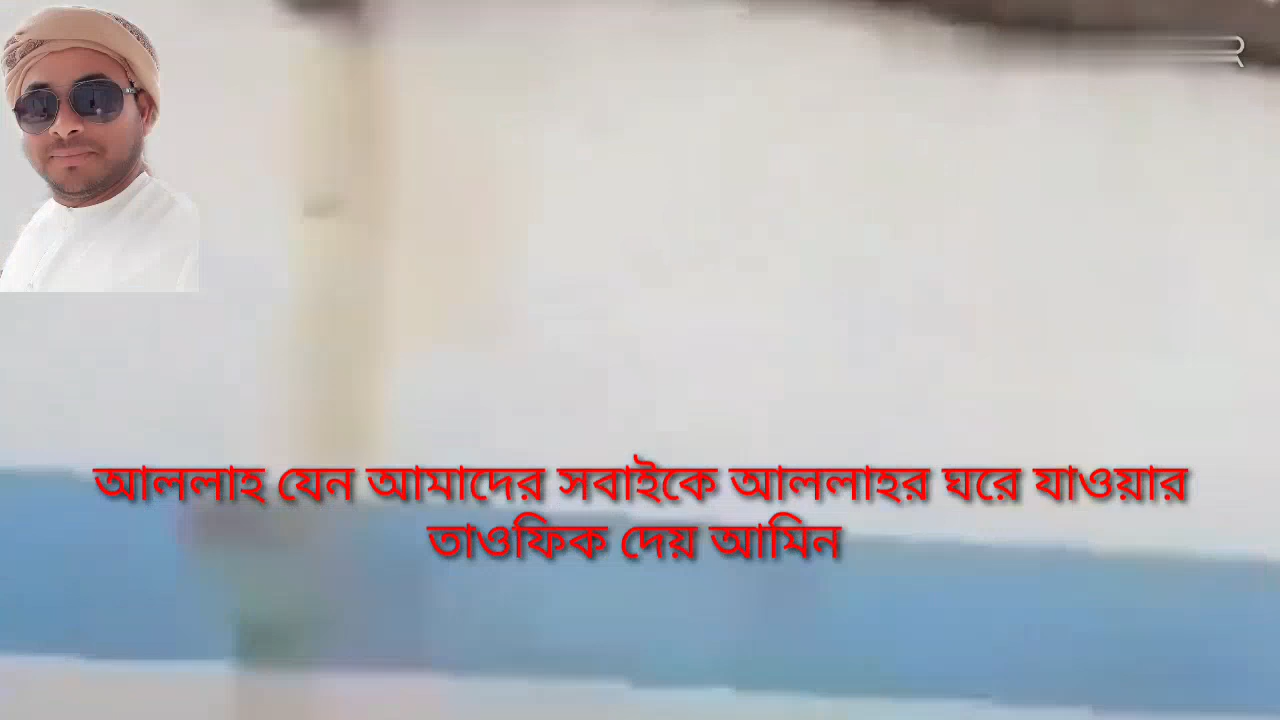 আললাহ যেন আমাদের সবাইকে আললাহর ঘরে যাওয়ার
তাওফিক দেয় আমিন